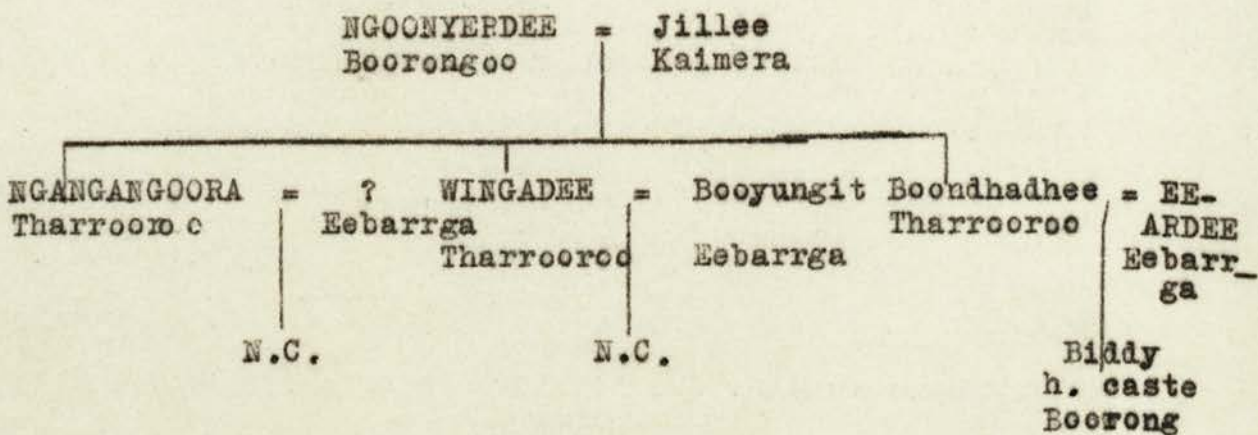 NGOONYERDEE = Jillee
Boorongoo Kaimera
NGANGANGOORA = ? WINGADEE = Booyungit Boondhadhee = EE-
Tharrooro o Eebarrga Tharrooroo ARDEE
Tharrooroo Eebarrga Eebarr_
ga
N.C. N.C. Biddy
h. caste
Boorong